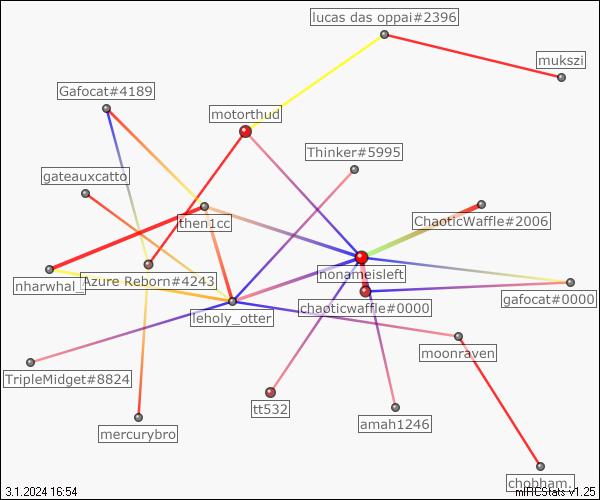 lucas das oppai#2396
mukszi
Gafocat#4189
motorthud
Thinker#5995
gateauxcatto
ChaoticWaffle#2006
then1cc
nonameisleft
nharwhal_
Azure Reborn#4243
gafocat#0000
chaoticwaffle#0000
leholy_otter
moonraven
TripleMidget#8824
tt532
amah1246
mercurybro
chobham.
3.1.2024 16:54
mIRCStats v1.25